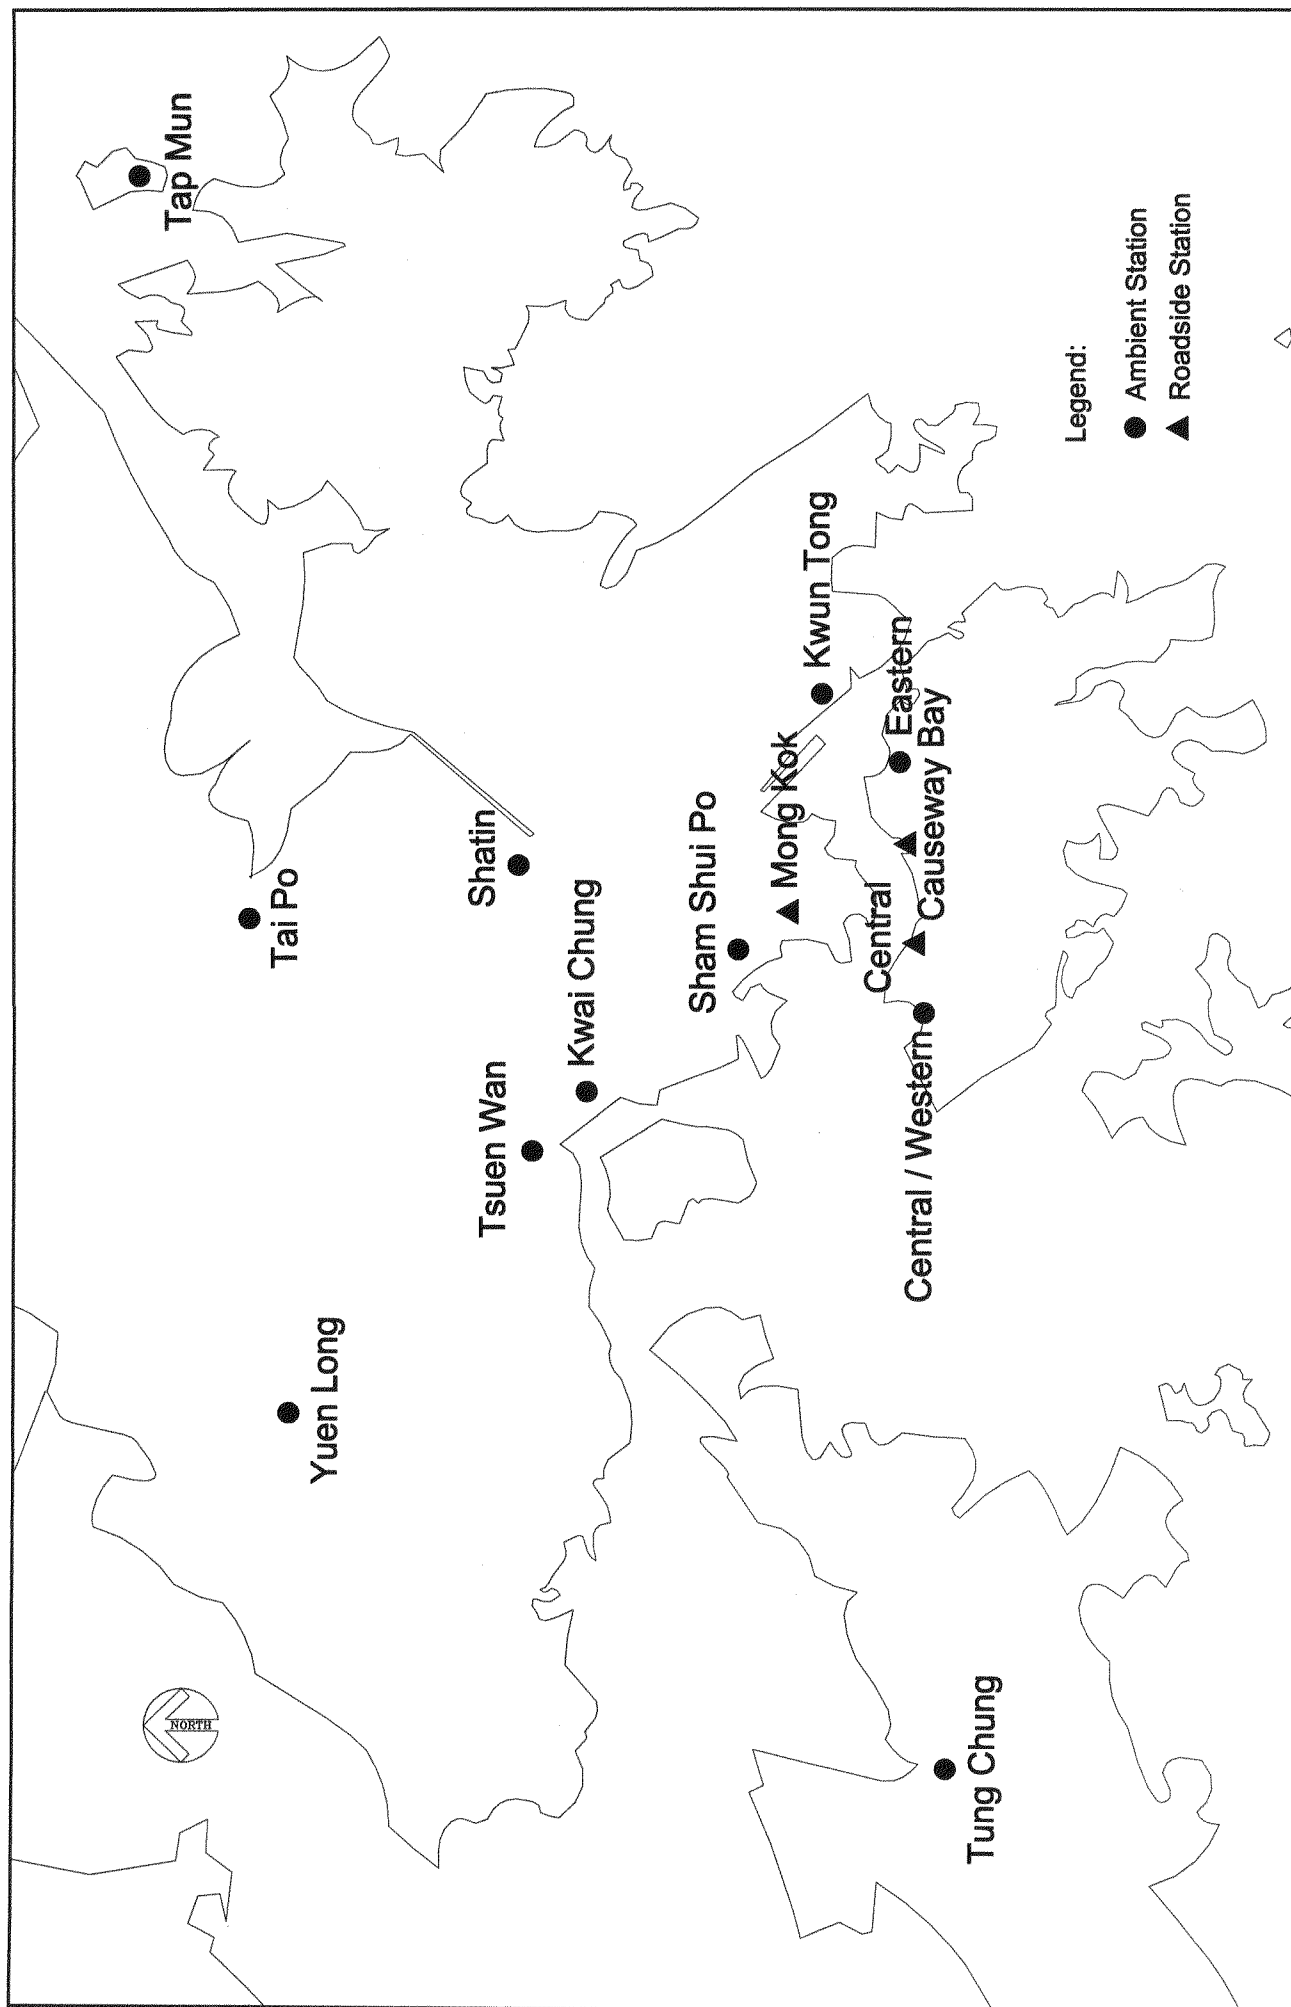 Tap Mun
Tai Po
Yuen Long
NORTH
Shatin
Tsuen Wan
Kwai Chung
Sham Shui Po
Mong Kok
Kwun Tong
Central
Eastern
Causeway Bay
Central / Western
Tung Chung
Legend:
Ambient Station
Roadside Station